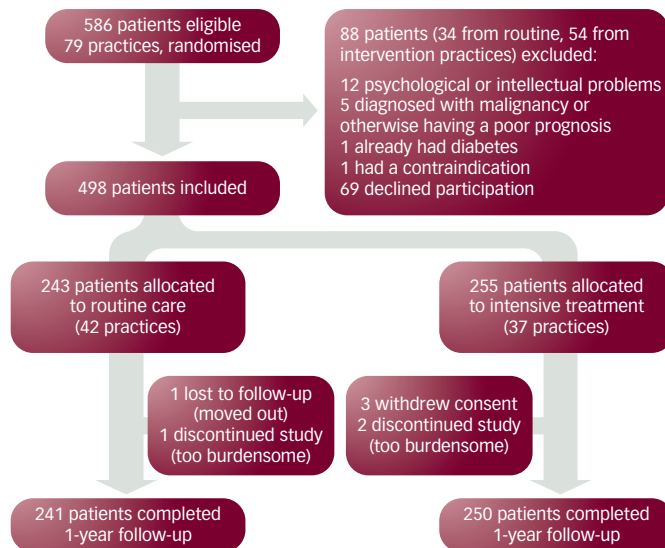 586 patients eligible
79 practices, randomised
88 patients (34 from routine, 54 from
intervention practices) excluded:
12 psychological or intellectual problems
5 diagnosed with malignancy or
otherwise having a poor prognosis
1 already had diabetes
1 had a contraindication
69 declined participation
498 patients included
243 patients allocated
to routine care
(42 practices)
255 patients allocated
to intensive treatment
(37 practices)
1 lost to follow-up
(moved out)
1 discontinued study
(too burdensome)
3 withdrew consent
2 discontinued study
(too burdensome)
241 patients completed
1-year follow-up
250 patients completed
1-year follow-up